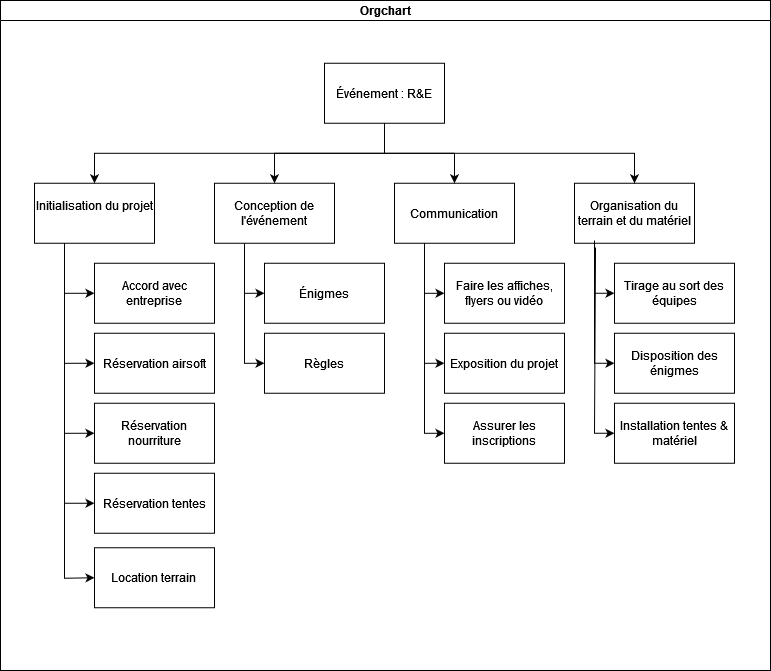 Orgchart
Événement : R&E
Initialisation du projet
Conception de
l'événement
Communication
Organisation du
terrain et du matériel
Accord avec
entreprise
Réservation airsoft
Réservation
nourriture
Réservation tentes
Location terrain
Énigmes
Règles
Faire les affiches,
flyers ou vidéo
Exposition du projet
Assurer les
inscriptions
Tirage au sort des
équipes
Disposition des
énigmes
Installation tentes &
matériel